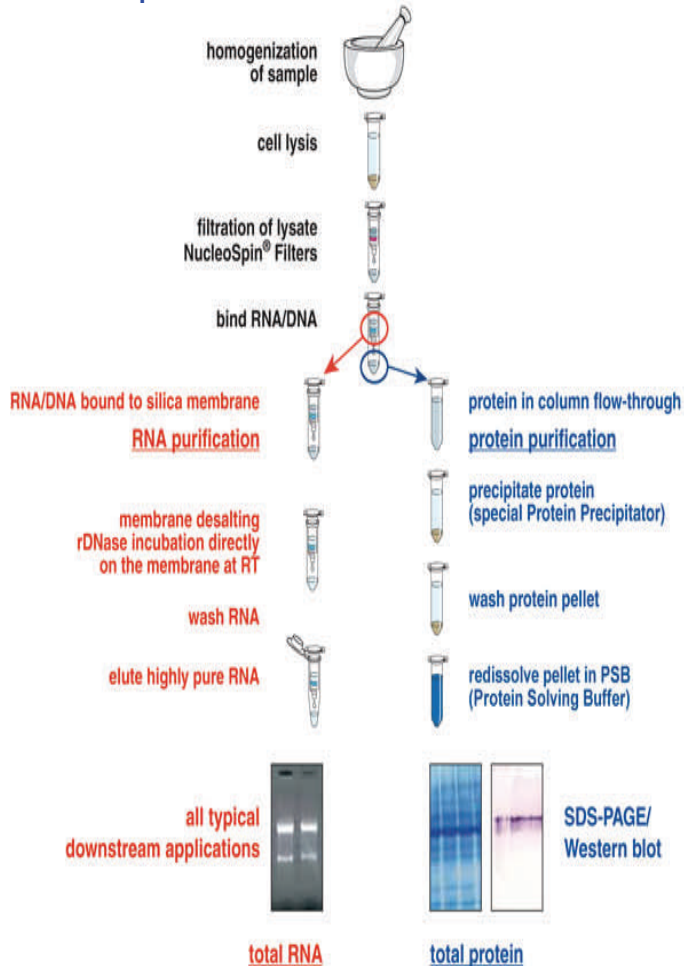 homogenization
of sample
cell lysis
filtration of lysate
NucleoSpin® Filters
bind RNA/DNA
RNA/DNA bound to silica membrane
RNA purification
protein in column flow-through
protein purification
membrane desalting
rDNase incubation directly
on the membrane at RT
precipitate protein
(special Protein Precipitator)
wash RNA
wash protein pellet
elute highly pure RNA
redissolve pellet in PSB
(Protein Solving Buffer)
all typical
downstream applications
SDS-PAGE/
Western blot
total RNA
total protein